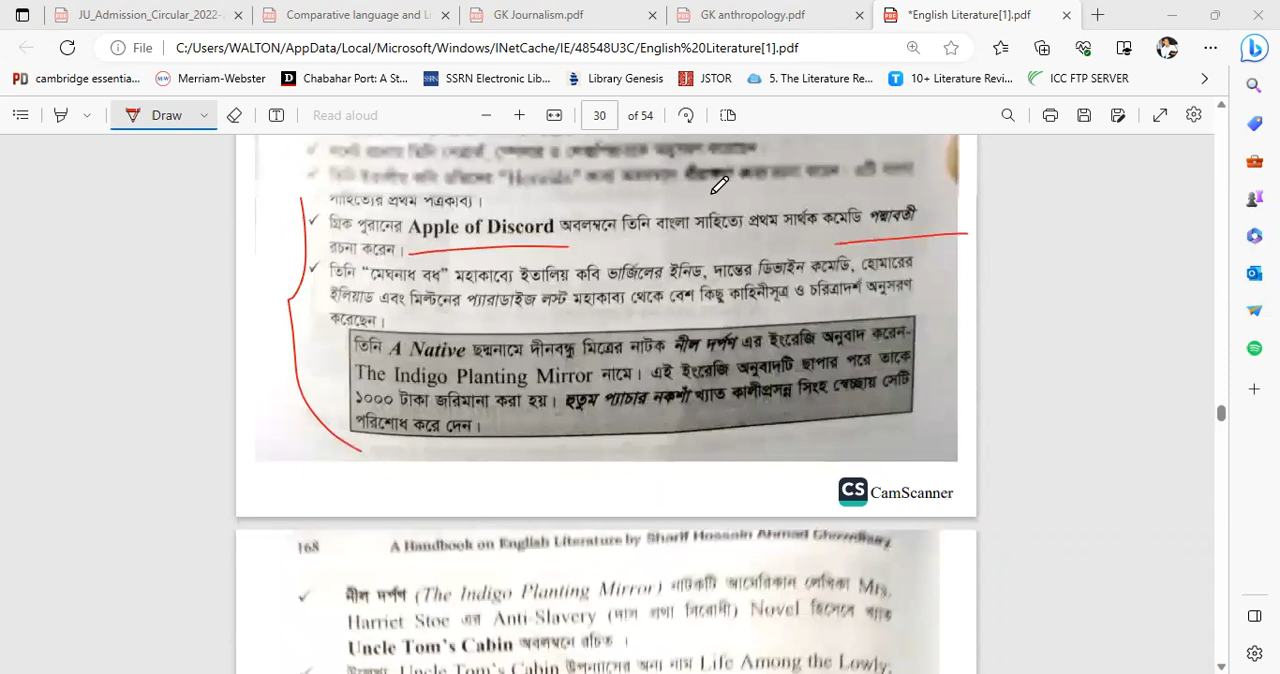 JU_Admission_Circular_2022-
Comparative language and Li
GK Journalism.pdf
GK anthropology.pdf
*English Literature[1].pdf
File
C:/Users/WALTON/AppData/Local/Microsoft/Windows/INetCache/IE/48548U3C/English%20Literature[1].pdf
cambridge essentia...
Merriam-Webster
Chabahar Port: A St...
SSRN Electronic Lib...
Library Genesis
JSTOR
5. The Literature Re...
10+ Literature Revi...
ICC FTP SERVER
Draw
Read aloud
30 of 54
সাহিত্যের প্রথম পত্রকাব্য।
গ্রিক পুরানের Apple of Discord অবলম্বনে তিনি বাংলা সাহিত্যে প্রথম সার্থক কমেডি পদ্মাবতী
রচনা করেন।
তিনি “মেঘনাধ বধ” মহাকাব্যে ইতালিয় কবি ভার্জিলের ইনিড, দান্তের ডিভাইন কমেডি, হোমারের
ইলিয়াড এবং মিল্টনের প্যারাডাইজ লস্ট মহাকাব্য থেকে বেশ কিছু কাহিনীসূত্র ও চরিত্রাদর্শ অনুসরণ
করেছেন।
তিনি A Native ছদ্মনামে দীনবন্ধু মিত্রের নাটক নীল দর্পণ এর ইংরেজি অনুবাদ করেন-
The Indigo Planting Mirror নামে। এই ইংরেজি অনুবাদটি ছাপার পরে তাকে
১০০০ টাকা জরিমানা করা হয়। হুতুম প্যাচার নকশা খ্যাত কালীপ্রসন্ন সিংহ স্বেচ্ছায় সেটি
পরিশোধ করে দেন।
CS CamScanner
168 A Handbook on English Literature by Sharif Hossain Ahmad
নীল দর্পণ (The Indigo Planting Mirror) নাটকটি আমেরিকান লেখিকা Mrs.
Harriet Stoe এর Anti-Slavery (দাস প্রথা বিরোধী) Novel হিসেবে খ্যাত
Uncle Tom's Cabin অবলম্বনে রচিত।
Uncle Tom's Cabin উপন্যাসের অন্য নাম Life Among the Lowly.